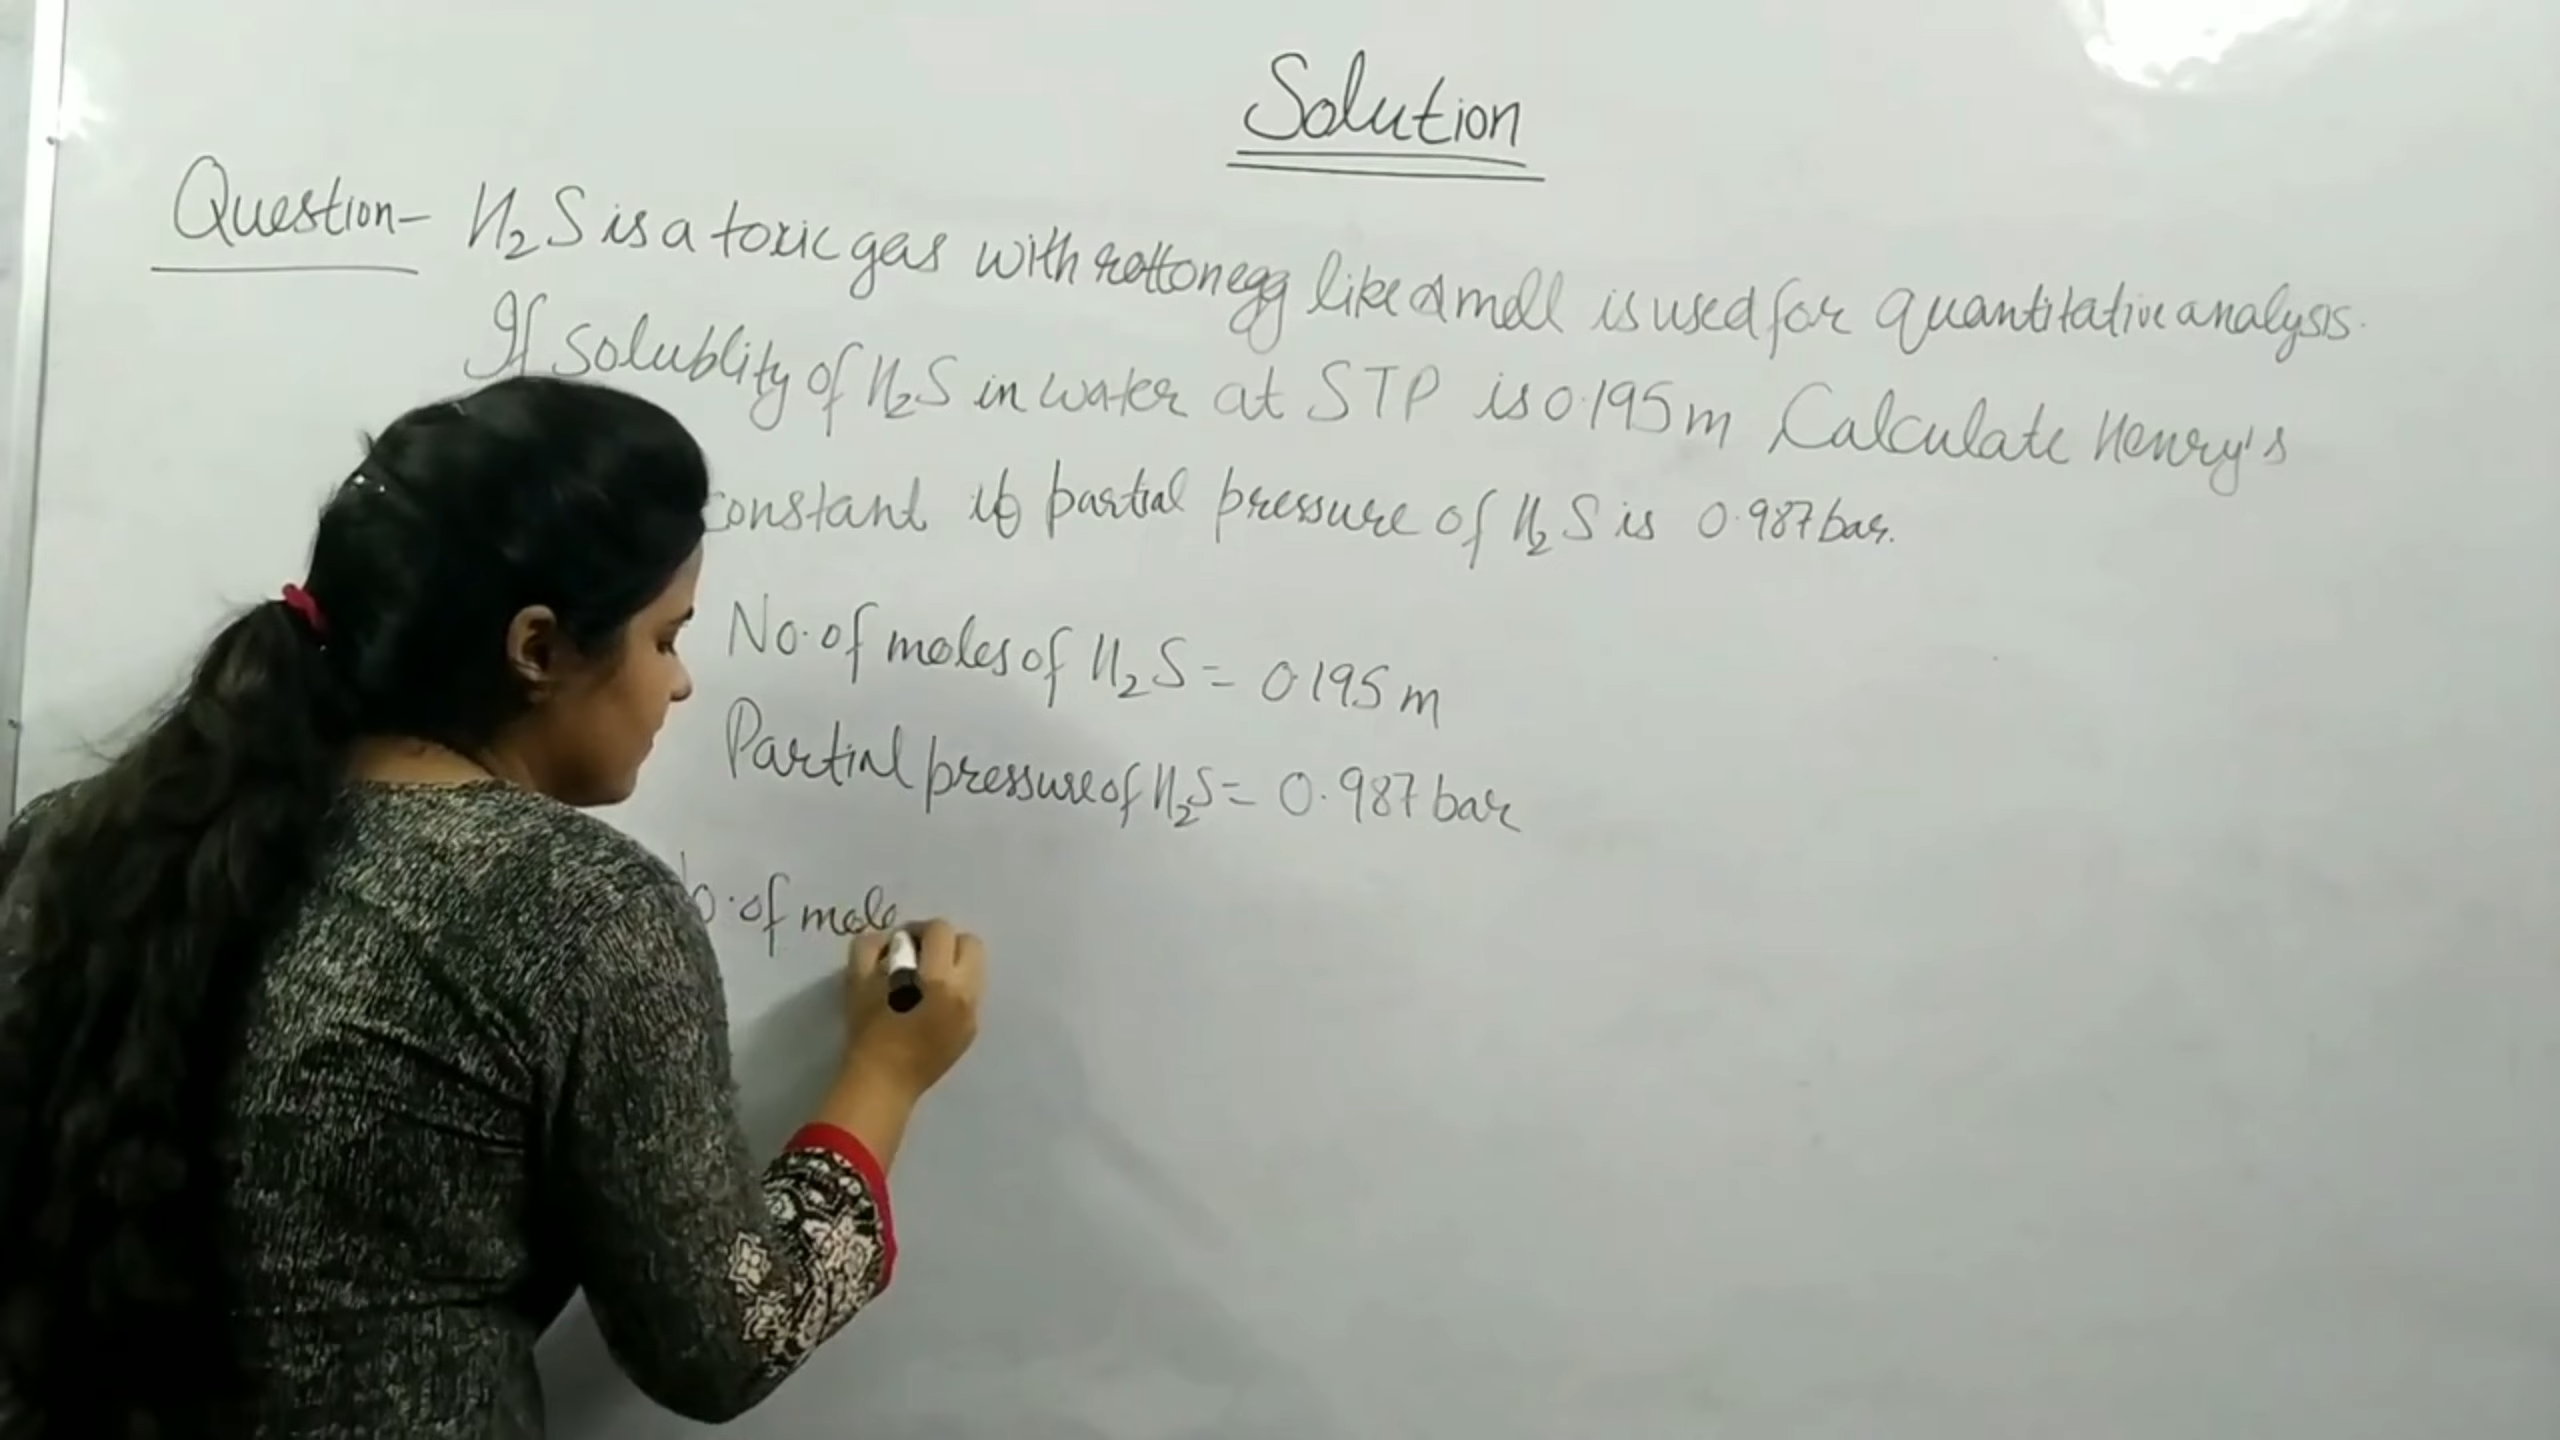 Solution
Question- H₂S is a toxic gas with rotton egg like smell is used for quantitative analysis.
If solublity of H₂S in water at STP is 0.195m Calculate Henry's
constant if partial pressure of H₂S is 0.987 bar.
No. of moles of H₂S = 0.195 m
Partial pressure of H₂S = 0.987 bar
of mole